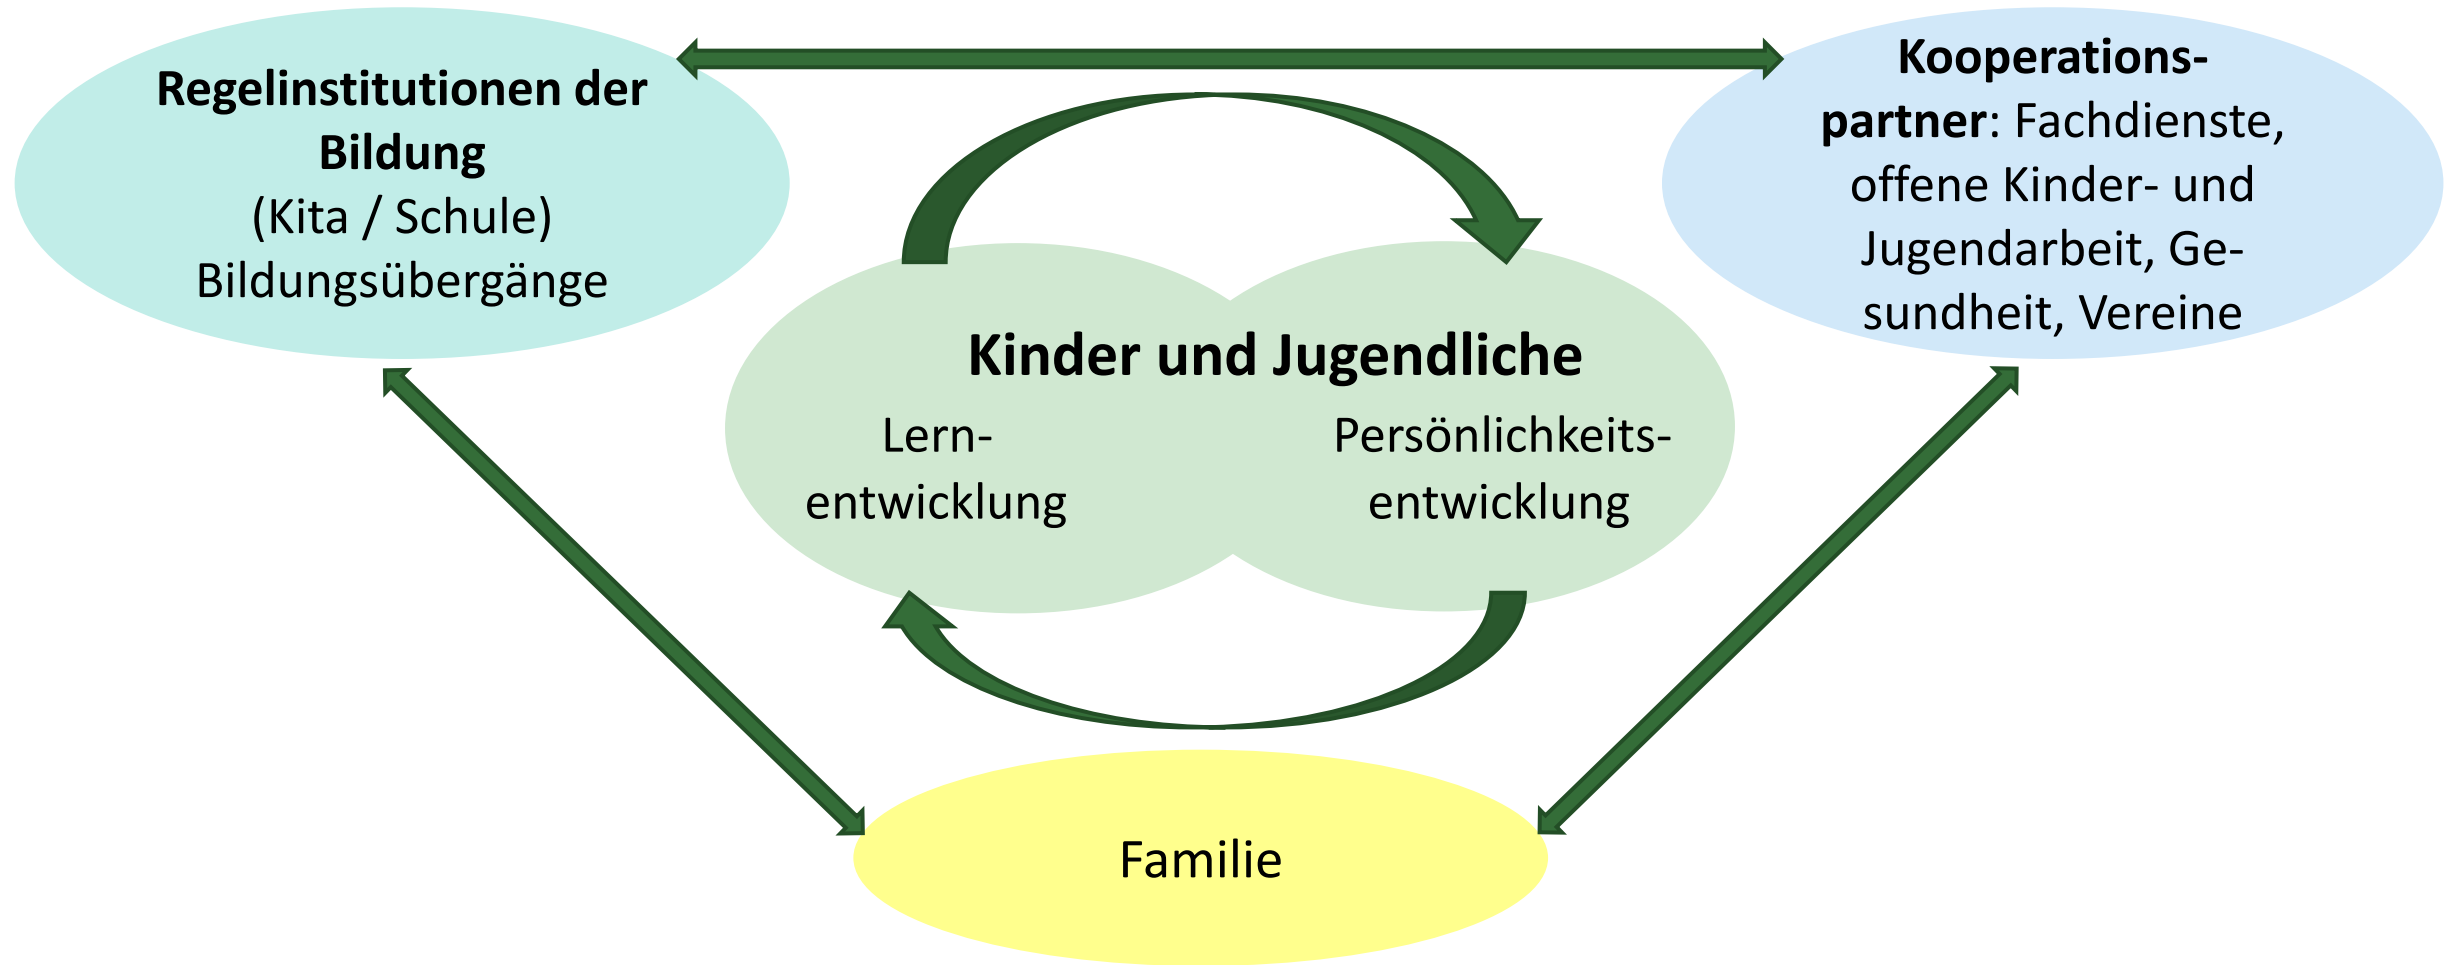 Regelinstitutionen der
Bildung
(Kita / Schule)
Bildungsübergänge
Kooperations-
partner: Fachdienste,
offene Kinder- und
Jugendarbeit, Ge-
sundheit, Vereine
Kinder und Jugendliche
Lern-
entwicklung
Persönlichkeits-
entwicklung
Familie